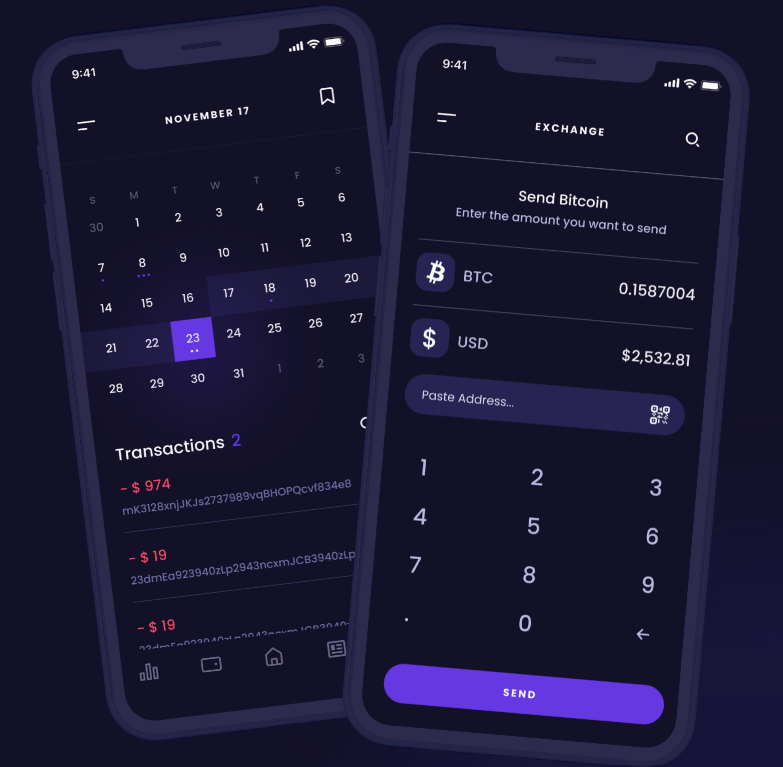 9:41
NOVEMBER 17
S M T W T F S
30 1 2 3 4 5 6
7 8 9 10 11 12 13
14 15 16 17 18 19 20
21 22 23 24 25 26 27
28 29 30 31 1 2 3
Transactions 2
- $ 974
mK3128xnjJKJs2737989vqBHOPQcvf834e8
- $ 19
23dmEa923940zLp2943ncxmJCB3940zLp
- $ 19
9:41
EXCHANGE
Send Bitcoin
Enter the amount you want to send
BTC 0.1587004
$ USD $2,532.81
Paste Address...
1 2 3
4 5 6
7 8 9
. 0 ←
SEND